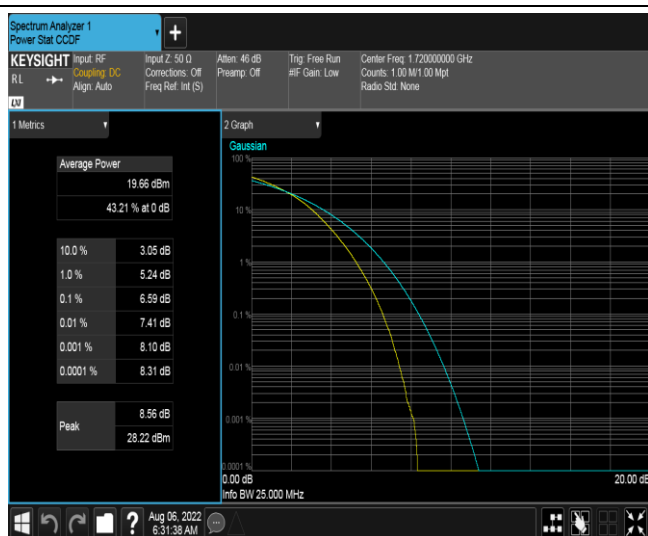 Spectrum Analyzer 1
Power Stat CCDF
+
KEYSIGHT
RL
LXI
Input: RF
Coupling: DC
Align: Auto
Input Z: 50 Ω
Corrections: Off
Freq Ref: Int (S)
Atten: 46 dB
Preamp: Off
Trig: Free Run
#IF Gain: Low
Center Freq: 1.720000000 GHz
Counts: 1.00 M/1.00 Mpt
Radio Std: None
1 Metrics
Average Power
19.66 dBm
43.21 % at 0 dB
10.0 % 3.05 dB
1.0 % 5.24 dB
0.1 % 6.59 dB
0.01 % 7.41 dB
0.001 % 8.10 dB
0.0001 % 8.31 dB
Peak
8.56 dB
28.22 dBm
2 Graph
Gaussian
100 %
10 %
1 %
0.1 %
0.01 %
0.001 %
0.0001 %
0.00 dB
20.00 dB
Info BW 25.000 MHz
?
Aug 06, 2022
6:31:38 AM